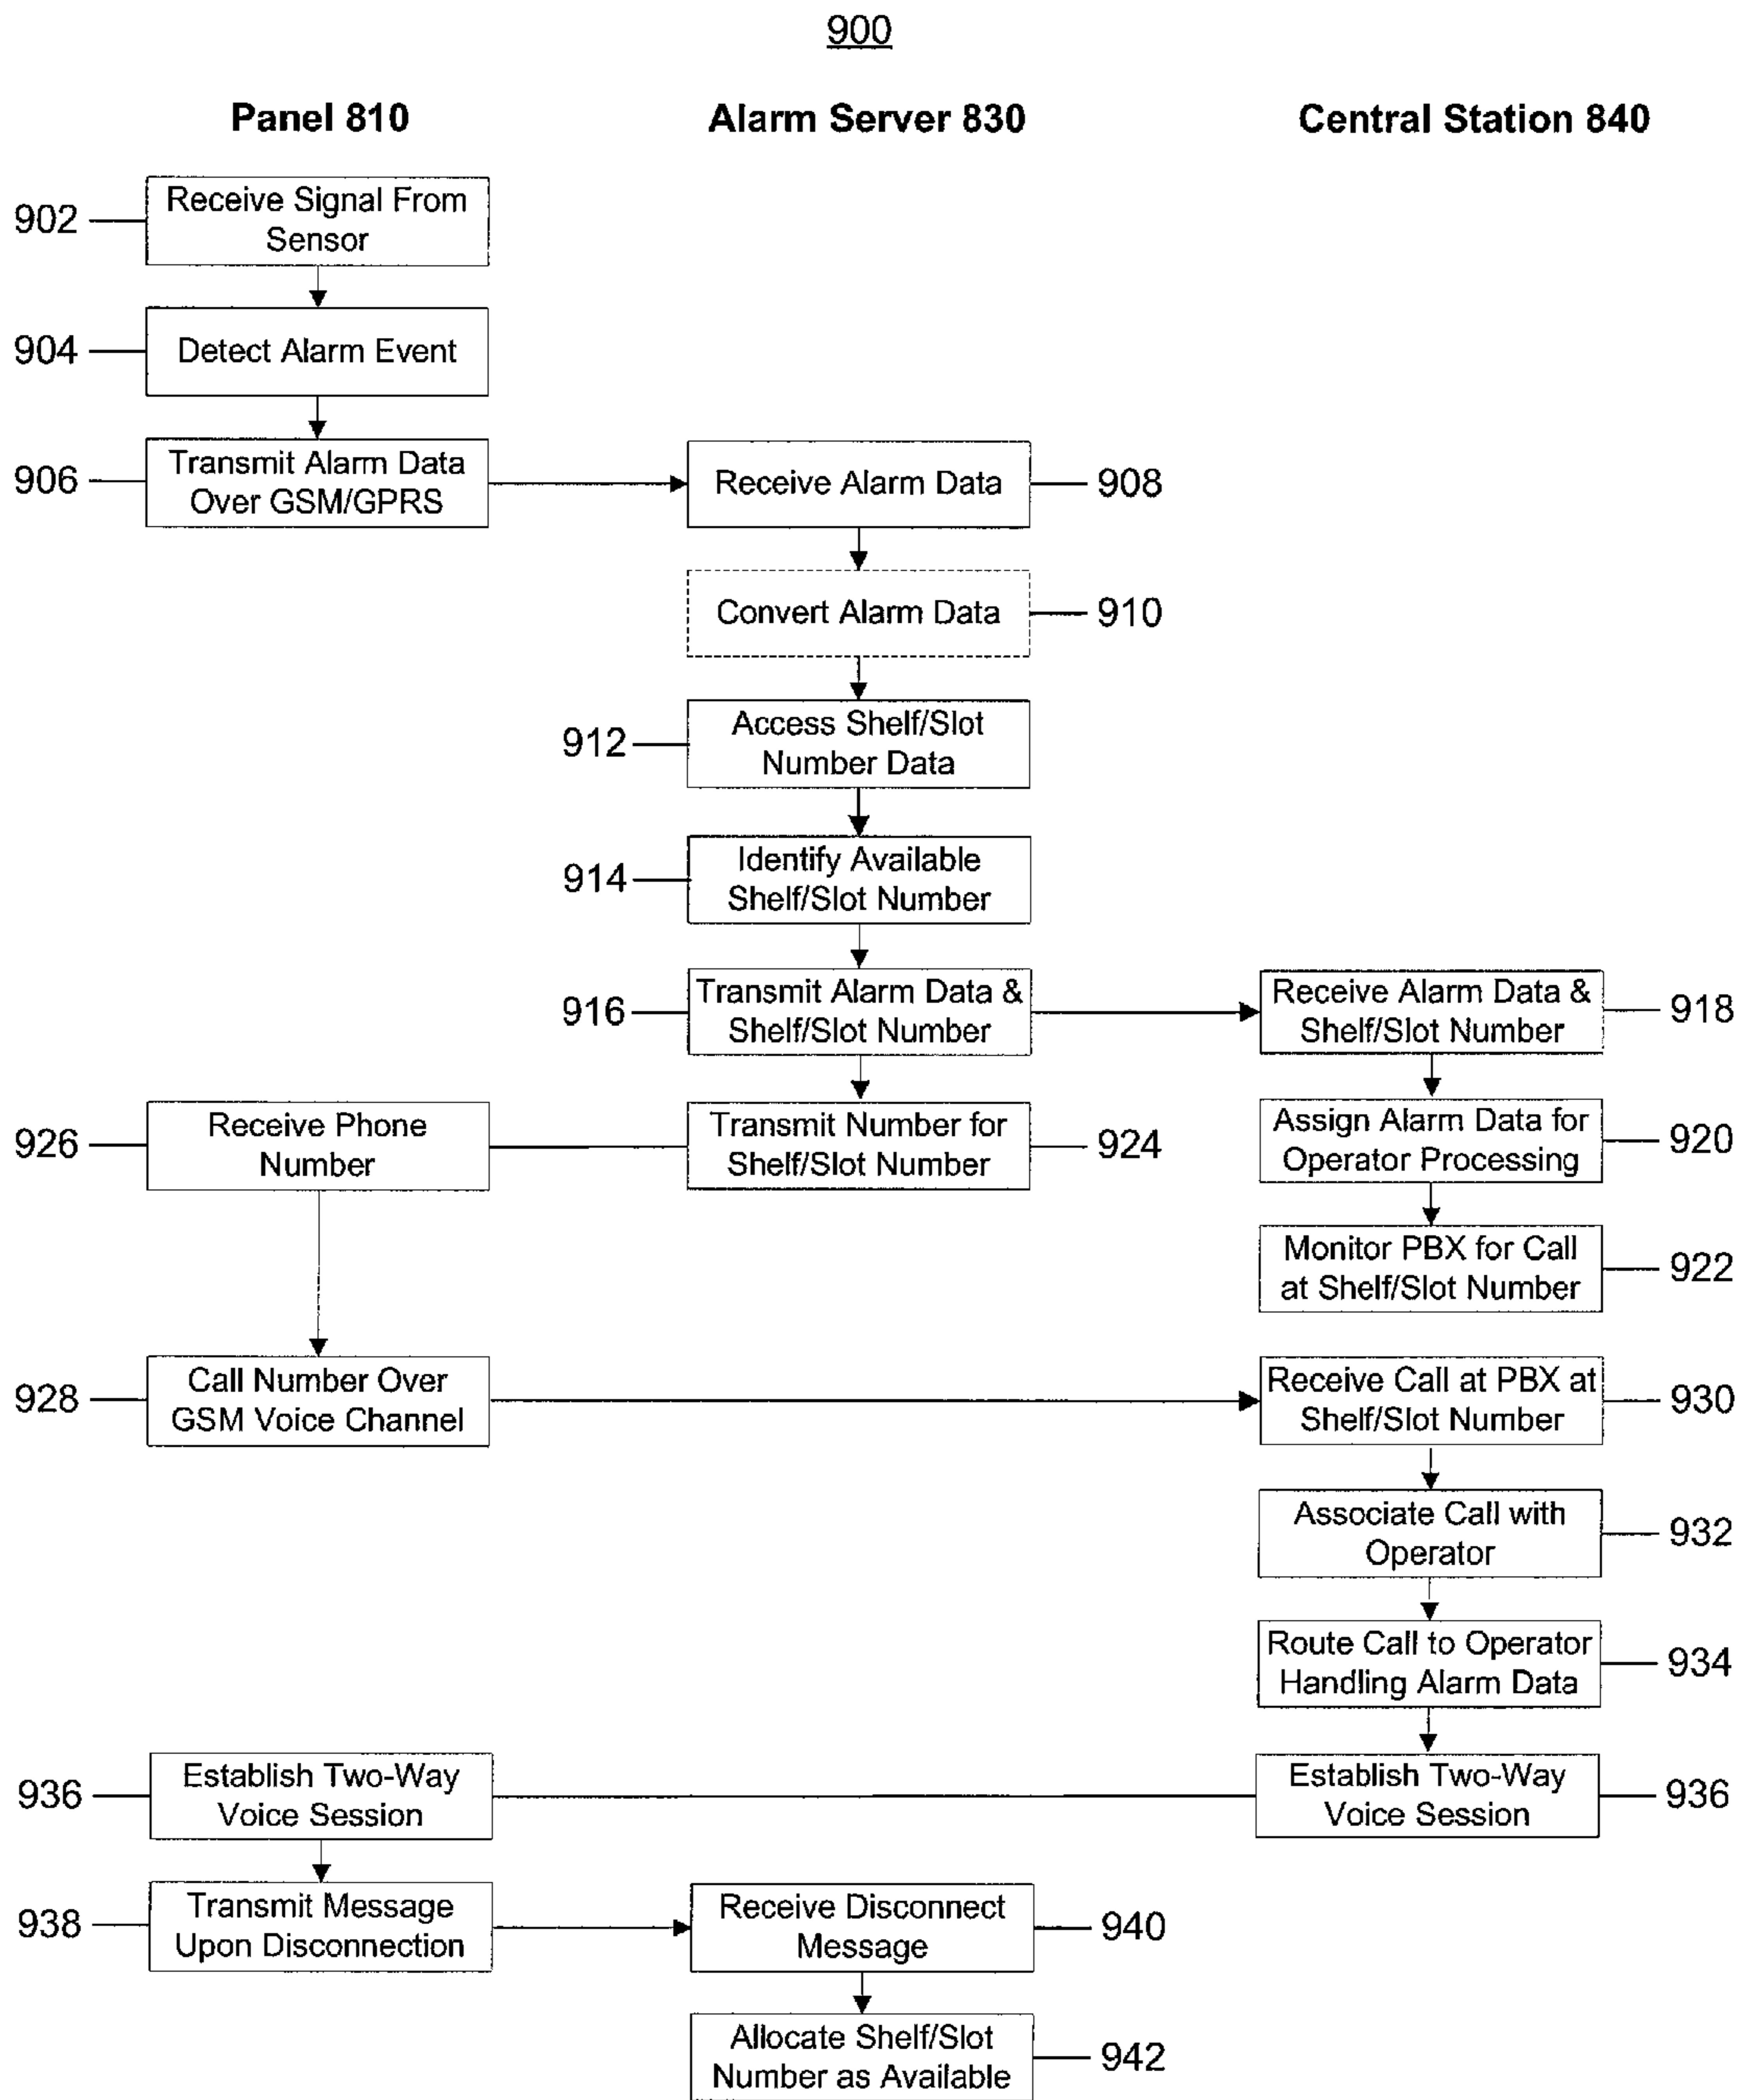 900
Panel 810
Alarm Server 830
Central Station 840
902
Receive Signal From
Sensor
904
Detect Alarm Event
906
Transmit Alarm Data
Over GSM/GPRS
Receive Alarm Data
908
Convert Alarm Data
910
912
Access Shelf/Slot
Number Data
914
Identify Available
Shelf/Slot Number
916
Transmit Alarm Data &
Shelf/Slot Number
Receive Alarm Data &
Shelf/Slot Number
918
Assign Alarm Data for
Operator Processing
920
Monitor PBX for Call
at Shelf/Slot Number
922
926
Receive Phone
Number
Transmit Number for
Shelf/Slot Number
924
928
Call Number Over
GSM Voice Channel
Receive Call at PBX at
Shelf/Slot Number
930
Associate Call with
Operator
932
Route Call to Operator
Handling Alarm Data
934
936
Establish Two-Way
Voice Session
Establish Two-Way
Voice Session
936
938
Transmit Message
Upon Disconnection
Receive Disconnect
Message
940
Allocate Shelf/Slot
Number as Available
942